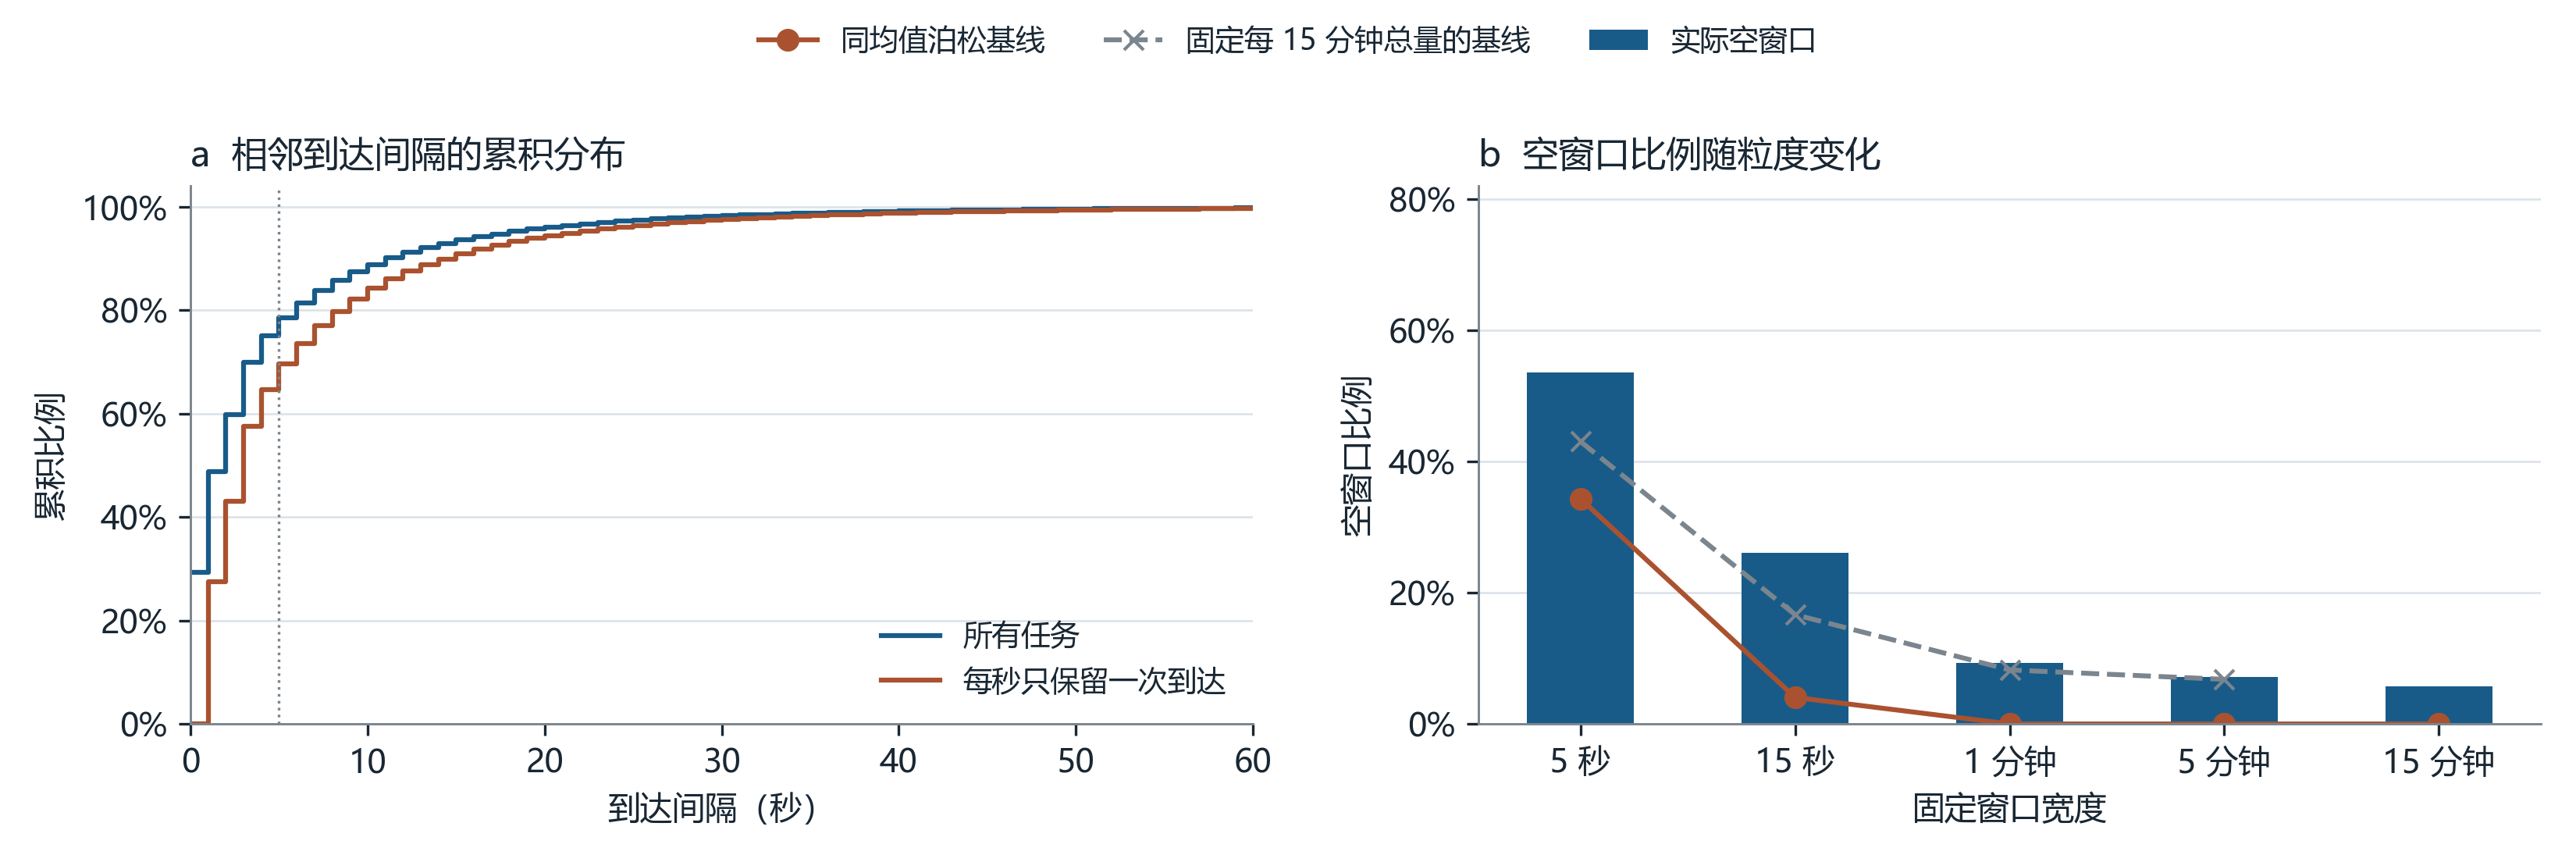 同均值泊松基线
固定每 15 分钟总量的基线
实际空窗口
a 相邻到达间隔的累积分布
100%
80%
60%
40%
20%
0%
累积比例
所有任务
每秒只保留一次到达
0 10 20 30 40 50 60
到达间隔（秒）
b 空窗口比例随粒度变化
80%
60%
40%
20%
0%
空窗口比例
5 秒 15 秒 1 分钟 5 分钟 15 分钟
固定窗口宽度